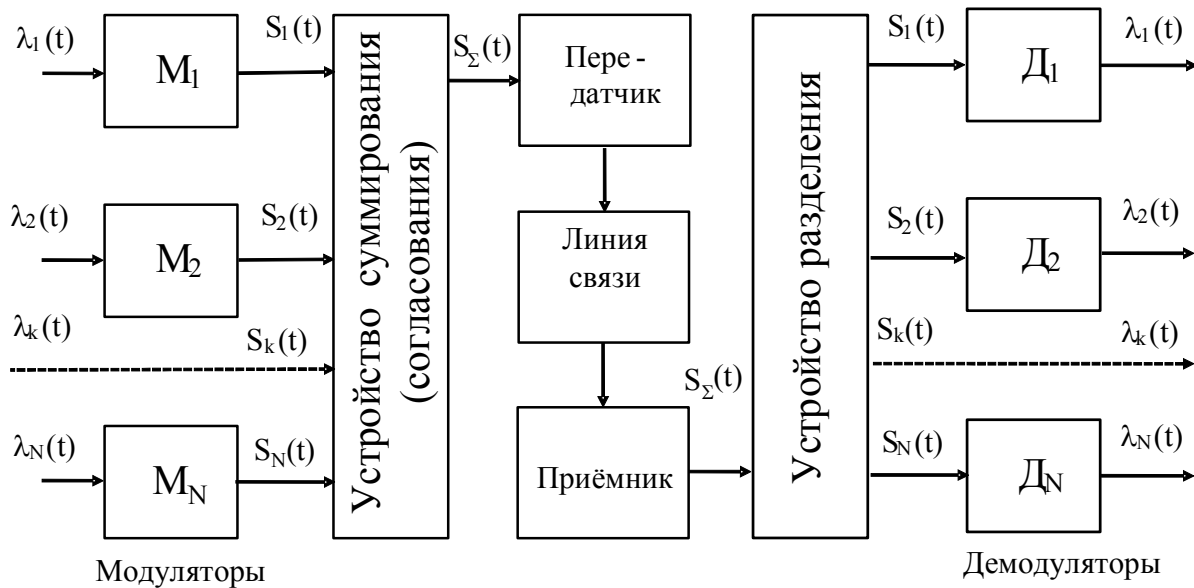 λ₁(t)
M₁
S₁(t)
λ₂(t)
M₂
S₂(t)
λₖ(t)
Sₖ(t)
λN(t)
MN
SN(t)
Модуляторы
Устройство суммирования
(согласования)
SΣ(t)
Пере-
датчик
Линия
связи
Приёмник
SΣ(t)
Устройство разделения
S₁(t)
Д₁
λ₁(t)
S₂(t)
Д₂
λ₂(t)
Sₖ(t)
λₖ(t)
SN(t)
ДN
λN(t)
Демодуляторы